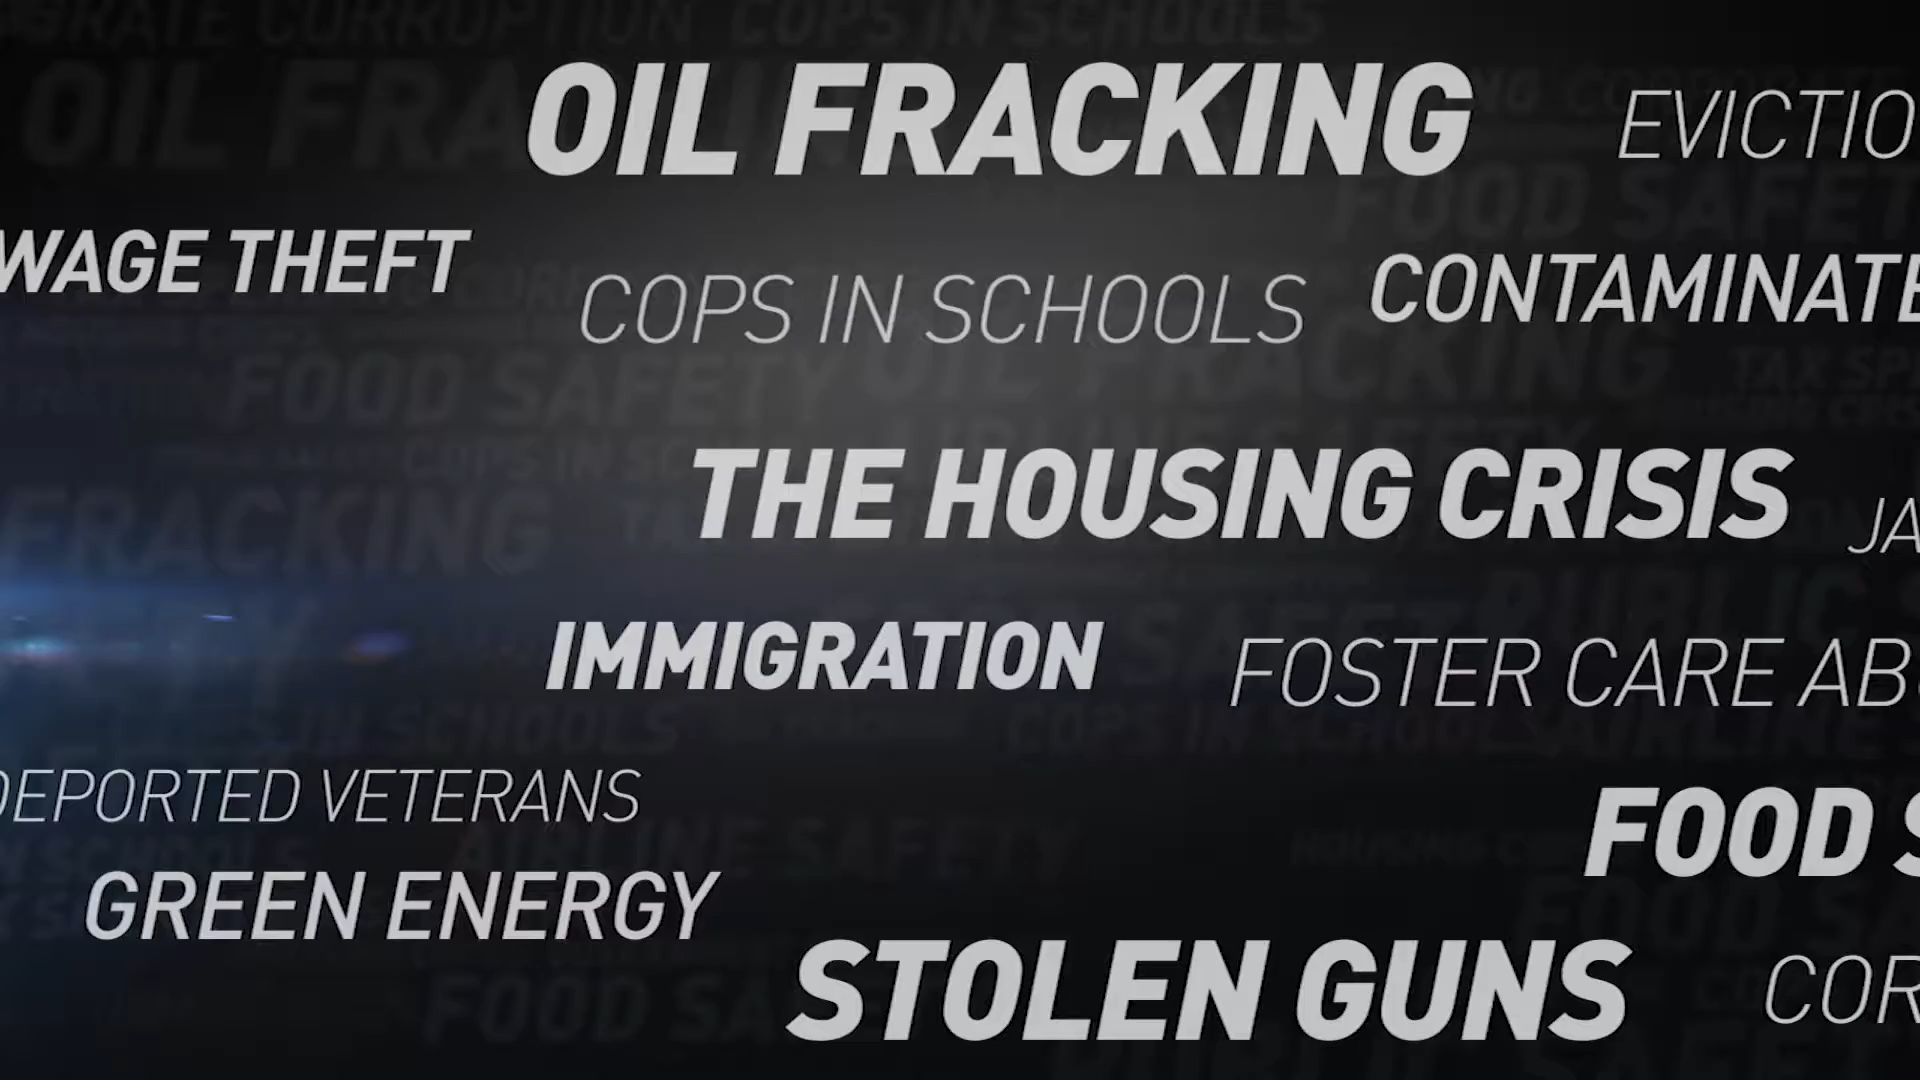 OIL FRACKING
EVICTIO
WAGE THEFT
COPS IN SCHOOLS
CONTAMINATE
THE HOUSING CRISIS
JA
IMMIGRATION
FOSTER CARE AB
DEPORTED VETERANS
FOOD S
GREEN ENERGY
STOLEN GUNS
COR